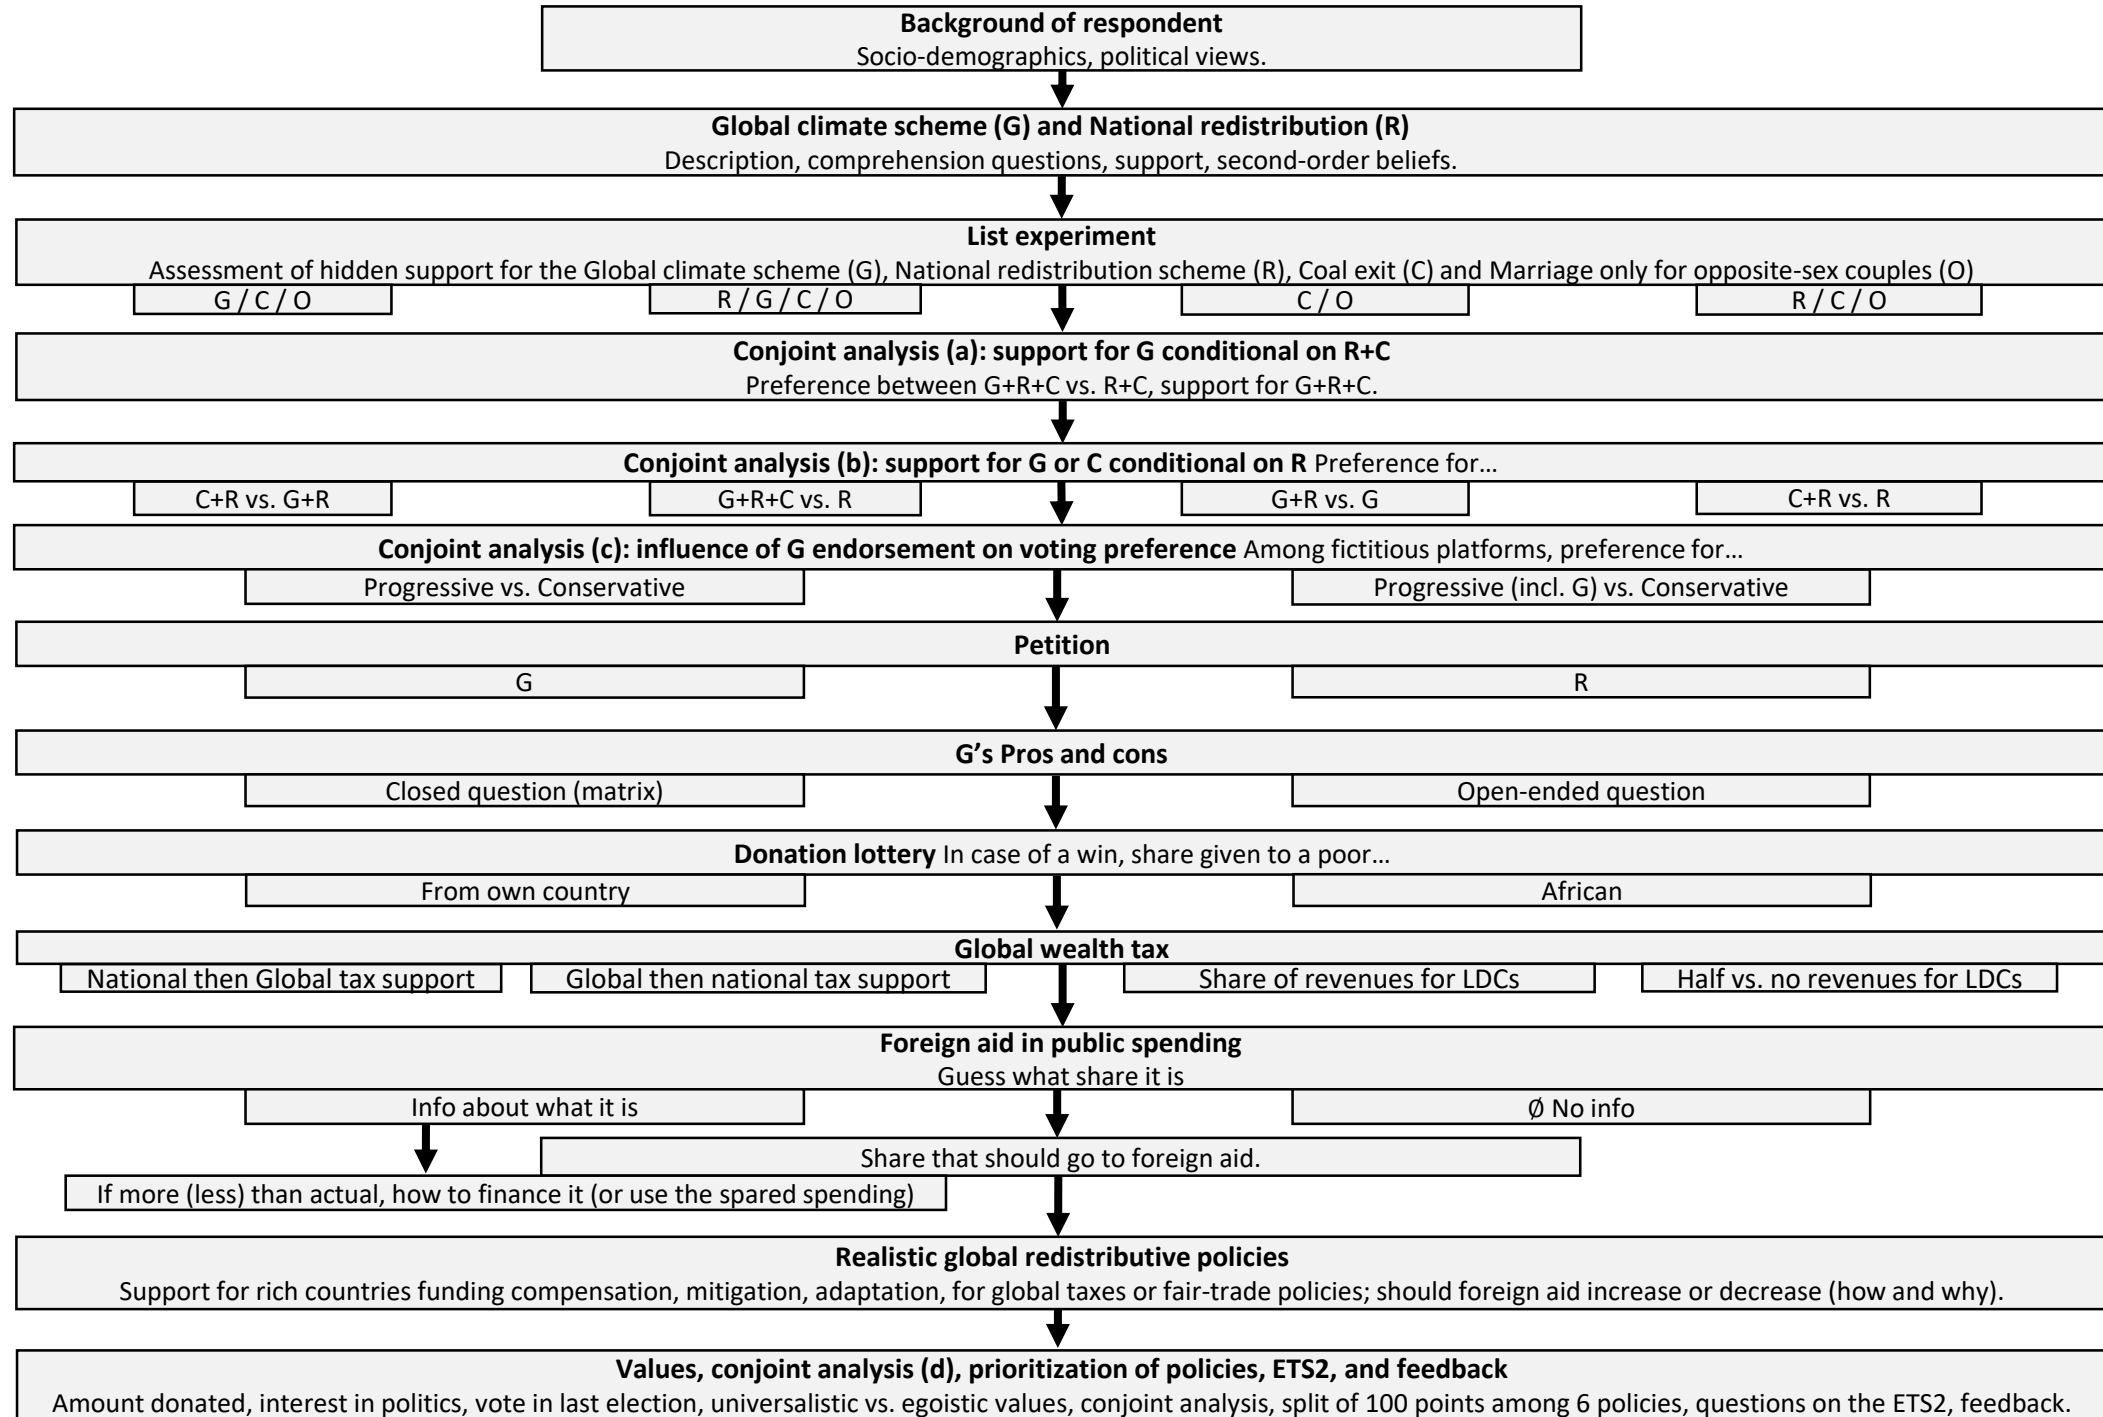 Background of respondent
Socio-demographics, political views.
Global climate scheme (G) and National redistribution (R)
Description, comprehension questions, support, second-order beliefs.
List experiment
Assessment of hidden support for the Global climate scheme (G), National redistribution scheme (R), Coal exit (C) and Marriage only for opposite-sex couples (O)
G / C / O
R / G / C / O
C / O
R / C / O
Conjoint analysis (a): support for G conditional on R+C
Preference between G+R+C vs. R+C, support for G+R+C.
Conjoint analysis (b): support for G or C conditional on R Preference for…
C+R vs. G+R
G+R+C vs. R
G+R vs. G
C+R vs. R
Conjoint analysis (c): influence of G endorsement on voting preference Among fictitious platforms, preference for…
Progressive vs. Conservative
Progressive (incl. G) vs. Conservative
Petition
G
R
G’s Pros and cons
Closed question (matrix)
Open-ended question
Donation lottery In case of a win, share given to a poor…
From own country
African
Global wealth tax
National then Global tax support
Global then national tax support
Share of revenues for LDCs
Half vs. no revenues for LDCs
Foreign aid in public spending
Guess what share it is
Info about what it is
Ø No info
Share that should go to foreign aid.
If more (less) than actual, how to finance it (or use the spared spending)
Realistic global redistributive policies
Support for rich countries funding compensation, mitigation, adaptation, for global taxes or fair-trade policies; should foreign aid increase or decrease (how and why).
Values, conjoint analysis (d), prioritization of policies, ETS2, and feedback
Amount donated, interest in politics, vote in last election, universalistic vs. egoistic values, conjoint analysis, split of 100 points among 6 policies, questions on the ETS2, feedback.